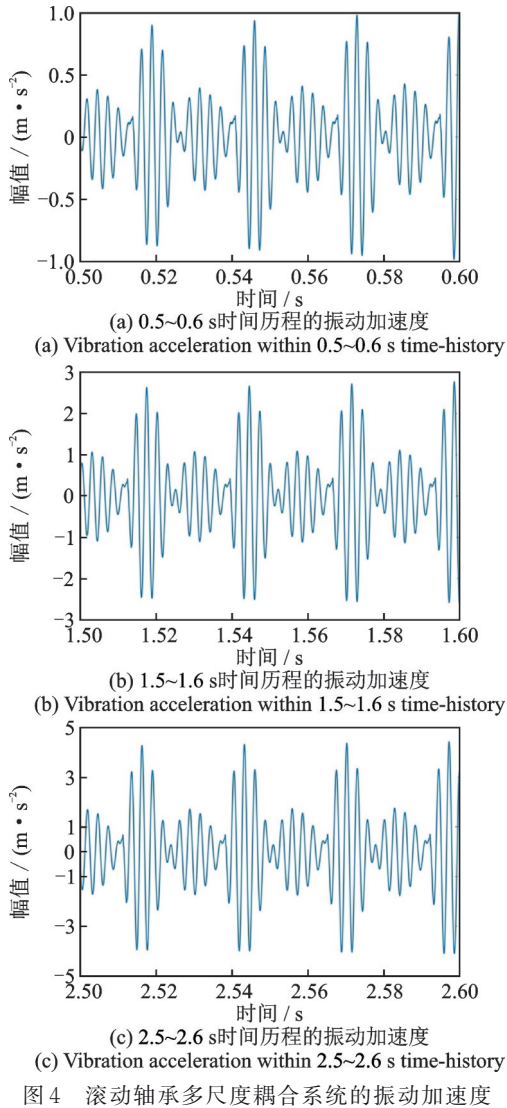 1.0
0.5
0
−0.5
−1.0
幅值 / (m·s⁻²)
0.50 0.52 0.54 0.56 0.58 0.60
时间 / s
(a) 0.5~0.6 s时间历程的振动加速度
(a) Vibration acceleration within 0.5~0.6 s time-history
3
2
1
0
−1
−2
−3
幅值 / (m·s⁻²)
1.50 1.52 1.54 1.56 1.58 1.60
时间 / s
(b) 1.5~1.6 s时间历程的振动加速度
(b) Vibration acceleration within 1.5~1.6 s time-history
5
3
1
0
−1
−3
−5
幅值 / (m·s⁻²)
2.50 2.52 2.54 2.56 2.58 2.60
时间 / s
(c) 2.5~2.6 s时间历程的振动加速度
(c) Vibration acceleration within 2.5~2.6 s time-history
图4 滚动轴承多尺度耦合系统的振动加速度